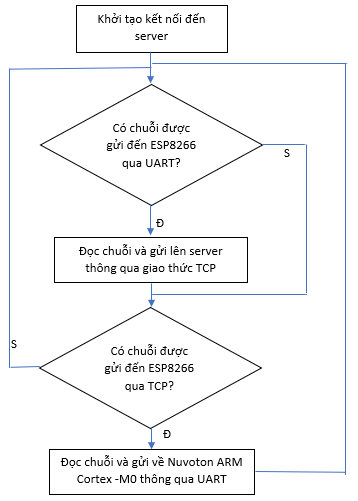 Khởi tạo kết nối đến
server
Có chuỗi được
gửi đến ESP8266
qua UART?
S
Đ
Đọc chuỗi và gửi lên server
thông qua giao thức TCP
Có chuỗi được
gửi đến ESP8266
qua TCP?
S
Đ
Đọc chuỗi và gửi về Nuvoton ARM
Cortex -M0 thông qua UART